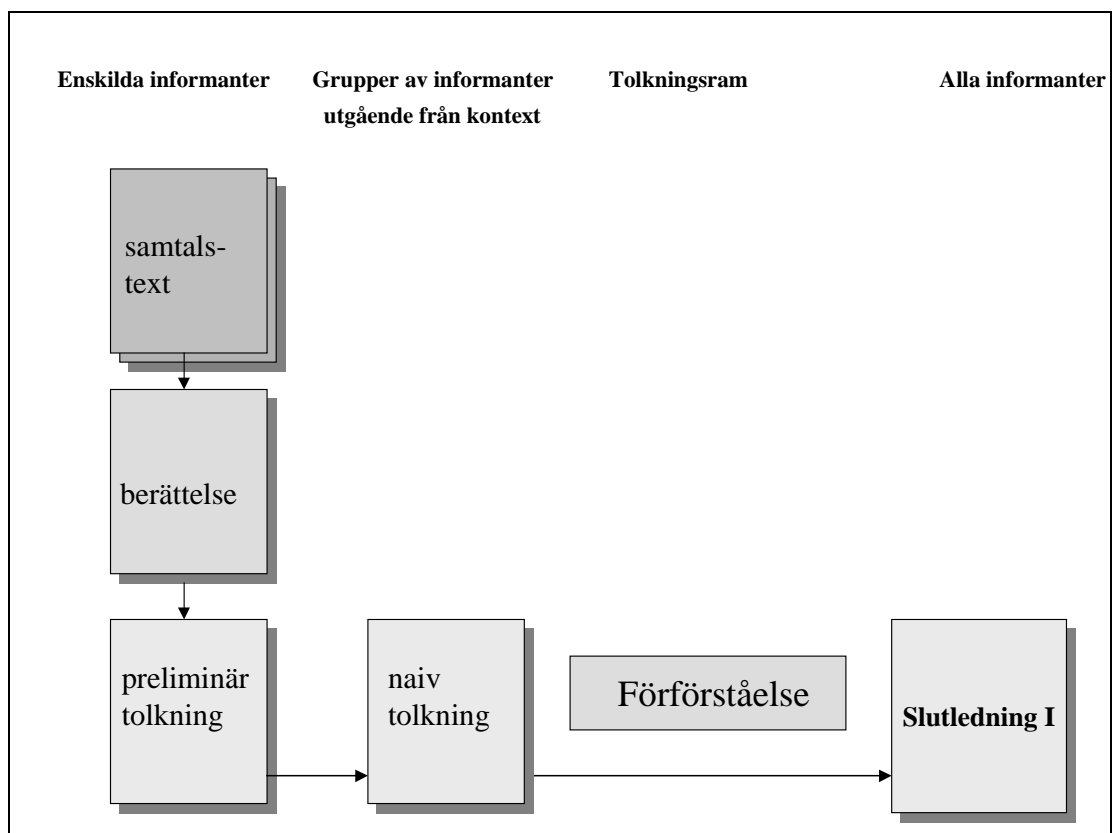 Enskilda informanter
Grupper av informanter
utgående från kontext
Tolkningsram
Alla informanter
samtals-
text
berättelse
preliminär
tolkning
naiv
tolkning
Förförståelse
Slutledning I